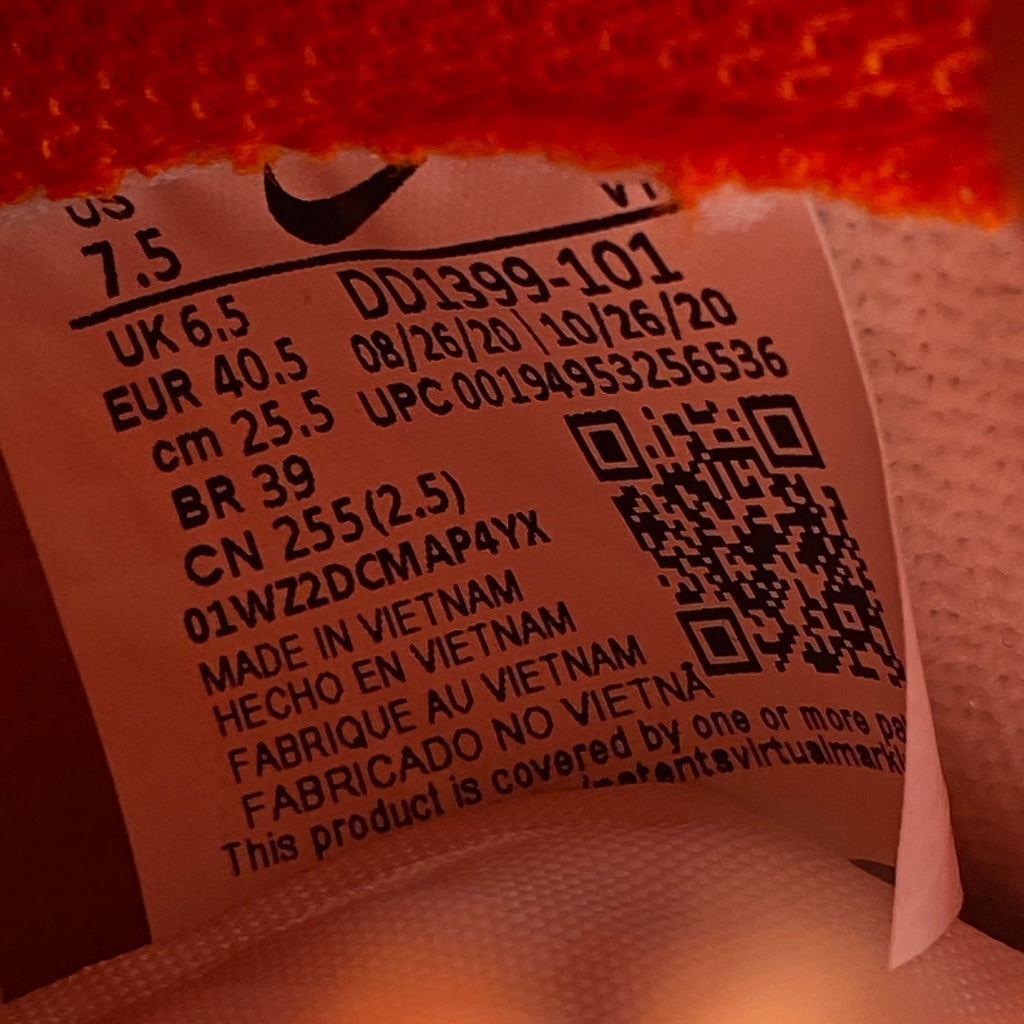 US
7.5
UK 6.5
EUR 40.5
cm 25.5
BR 39
CN 255(2.5)
DD1399-101
08/26/20\10/26/20
UPC 00194953256536
01WZ2DCMAP4YX
MADE IN VIETNAM
HECHO EN VIETNAM
FABRIQUE AU VIETNAM
FABRICADO NO VIETNÃ
This product is covered by one or more